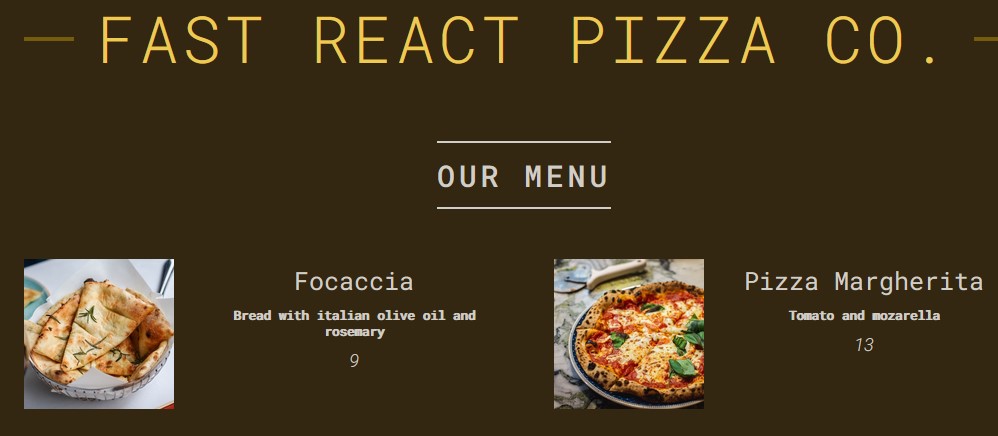 FAST REACT PIZZA CO.
OUR MENU
Focaccia
Bread with italian olive oil and
rosemary
9
Pizza Margherita
Tomato and mozarella
13